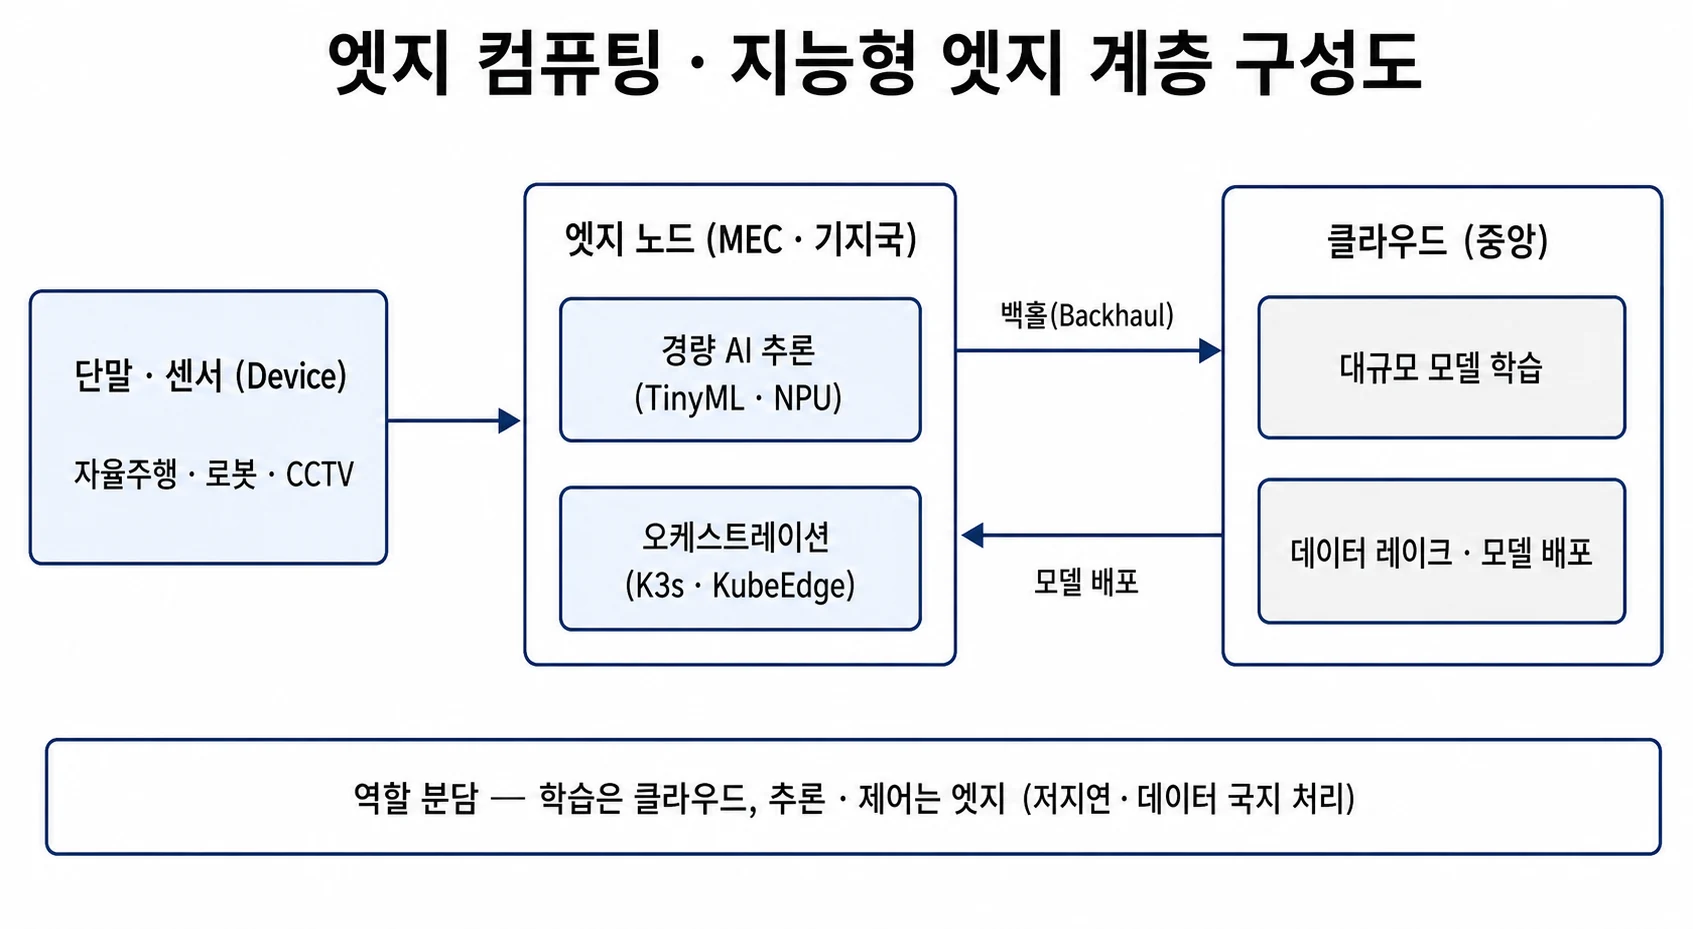 엣지 컴퓨팅 · 지능형 엣지 계층 구성도
단말 · 센서 (Device)
자율주행 · 로봇 · CCTV
엣지 노드 (MEC · 기지국)
경량 AI 추론
(TinyML · NPU)
오케스트레이션
(K3s · KubeEdge)
백홀(Backhaul)
모델 배포
클라우드 (중앙)
대규모 모델 학습
데이터 레이크 · 모델 배포
역할 분담 — 학습은 클라우드, 추론 · 제어는 엣지 (저지연 · 데이터 국지 처리)